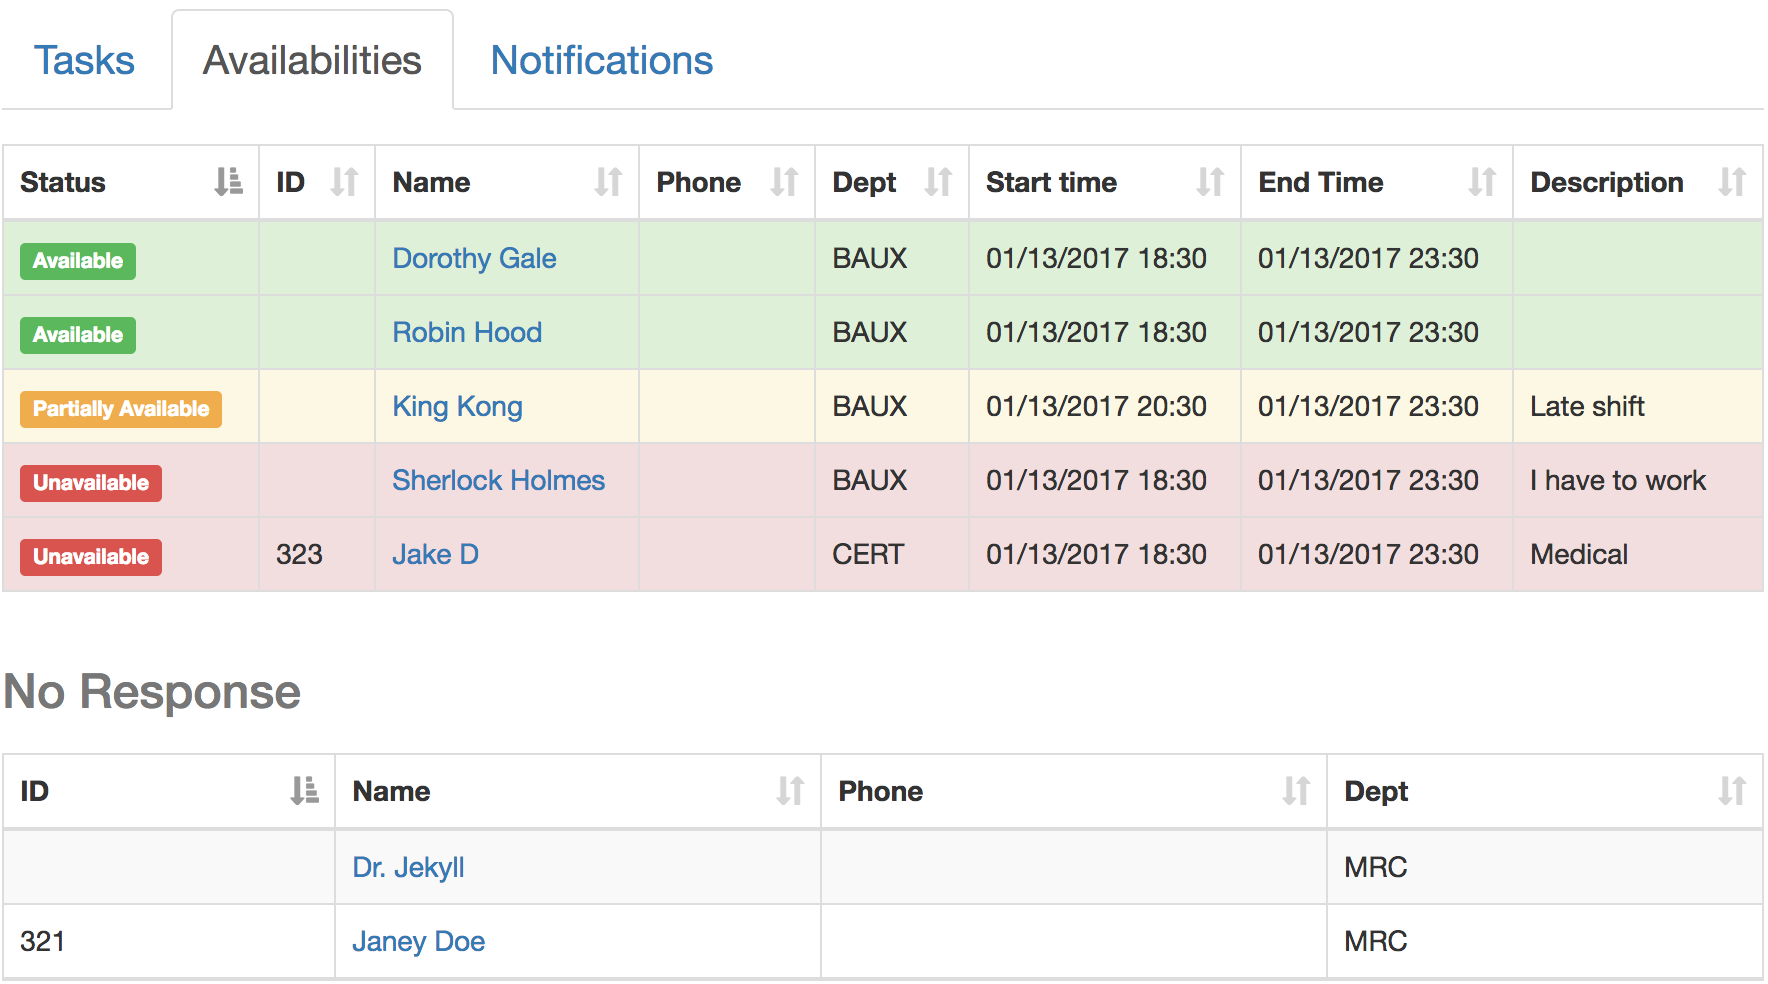 Tasks Availabilities Notifications
Status ID Name Phone Dept Start time End Time Description
Available Dorothy Gale BAUX 01/13/2017 18:30 01/13/2017 23:30
Available Robin Hood BAUX 01/13/2017 18:30 01/13/2017 23:30
Partially Available King Kong BAUX 01/13/2017 20:30 01/13/2017 23:30 Late shift
Unavailable Sherlock Holmes BAUX 01/13/2017 18:30 01/13/2017 23:30 I have to work
Unavailable 323 Jake D CERT 01/13/2017 18:30 01/13/2017 23:30 Medical
No Response
ID Name Phone Dept
Dr. Jekyll MRC
321 Janey Doe MRC